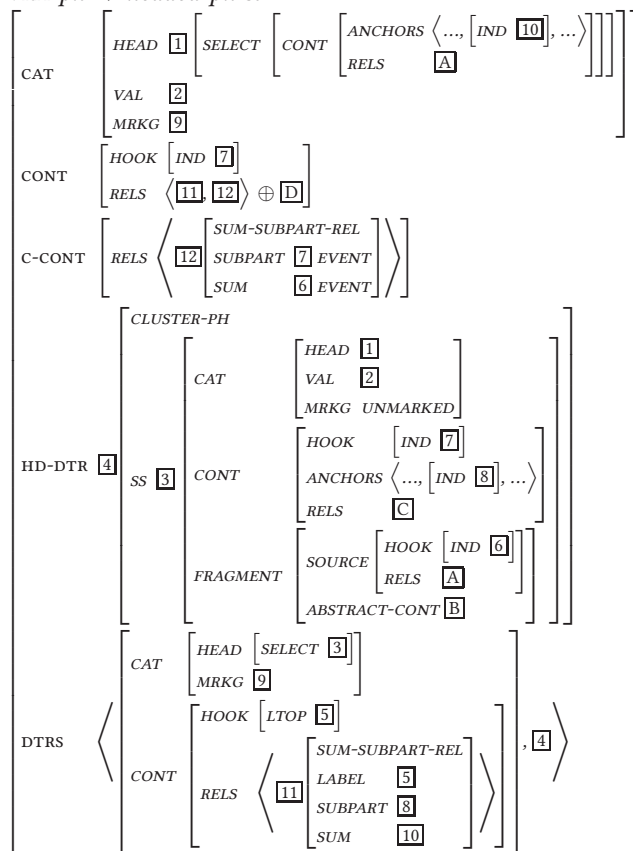 CAT [HEAD 1 [SELECT [CONT [ANCHORS ⟨…, [IND 10], …⟩
RELS A]]]
VAL 2
MRKG 9]
CONT [HOOK [IND 7]
RELS ⟨11, 12⟩ ⊕ D]
C-CONT [RELS ⟨12 [SUM-SUBPART-REL
SUBPART 7 EVENT
SUM 6 EVENT]⟩]
HD-DTR 4 [CLUSTER-PH
SS 3 [CAT [HEAD 1
VAL 2
MRKG UNMARKED]
CONT [HOOK [IND 7]
ANCHORS ⟨…, [IND 8], …⟩
RELS C]
FRAGMENT [SOURCE [HOOK [IND 6]
RELS A]
ABSTRACT-CONT B]]]
DTRS ⟨[CAT [HEAD [SELECT 3]
MRKG 9]
CONT [HOOK [LTOP 5]
RELS ⟨11 [SUM-SUBPART-REL
LABEL 5
SUBPART 8
SUM 10]⟩]], 4⟩